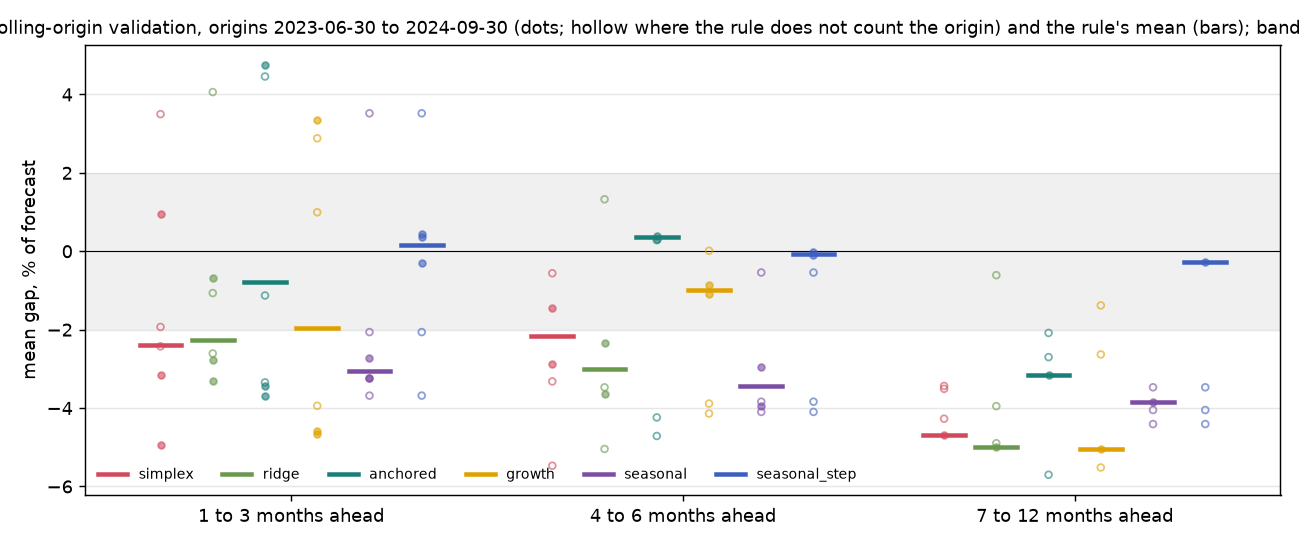 olling-origin validation, origins 2023-06-30 to 2024-09-30 (dots; hollow where the rule does not count the origin) and the rule's mean (bars); band
mean gap, % of forecast
4
2
0
−2
−4
−6
simplex ridge anchored growth seasonal seasonal_step
1 to 3 months ahead 4 to 6 months ahead 7 to 12 months ahead